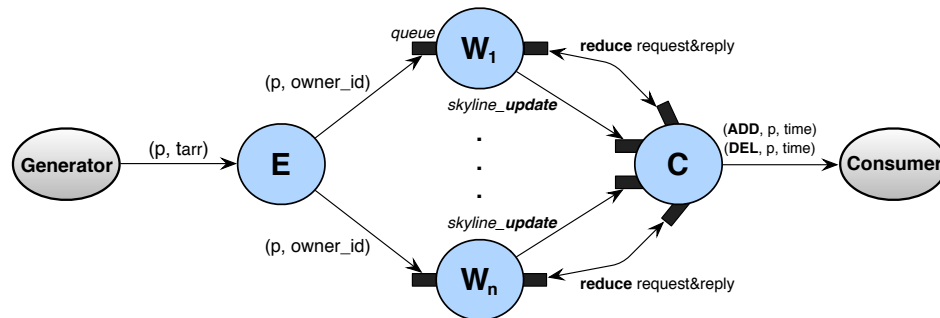 queue
W1
reduce request&reply
(p, owner_id)
skyline_update
(ADD, p, time)
(DEL, p, time)
Generator
(p, tarr)
E
.
.
.
C
Consumer
skyline_update
(p, owner_id)
Wn
reduce request&reply